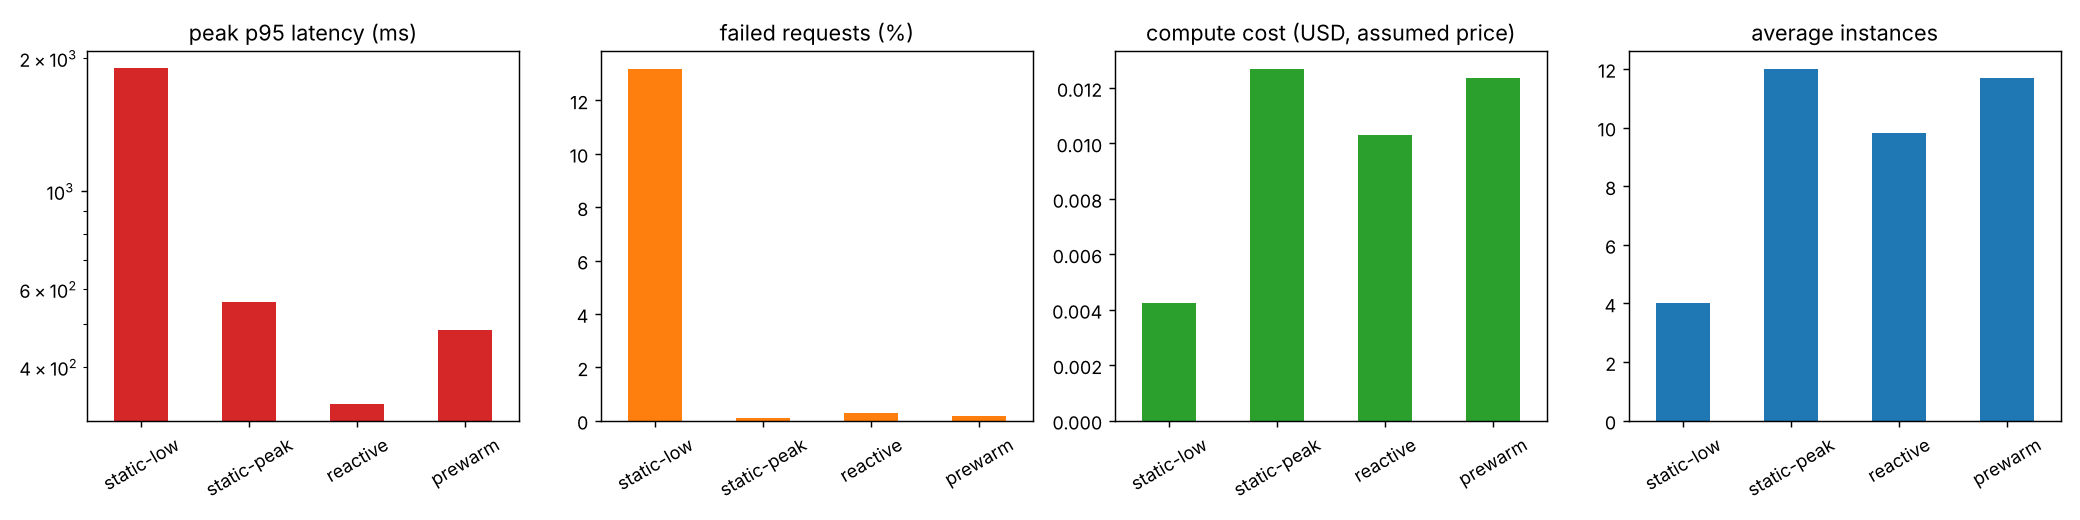 peak p95 latency (ms)
2 × 10³
10³
6 × 10²
4 × 10²
static-low
static-peak
reactive
prewarm
failed requests (%)
12
10
8
6
4
2
0
static-low
static-peak
reactive
prewarm
compute cost (USD, assumed price)
0.012
0.010
0.008
0.006
0.004
0.002
0.000
static-low
static-peak
reactive
prewarm
average instances
12
10
8
6
4
2
0
static-low
static-peak
reactive
prewarm